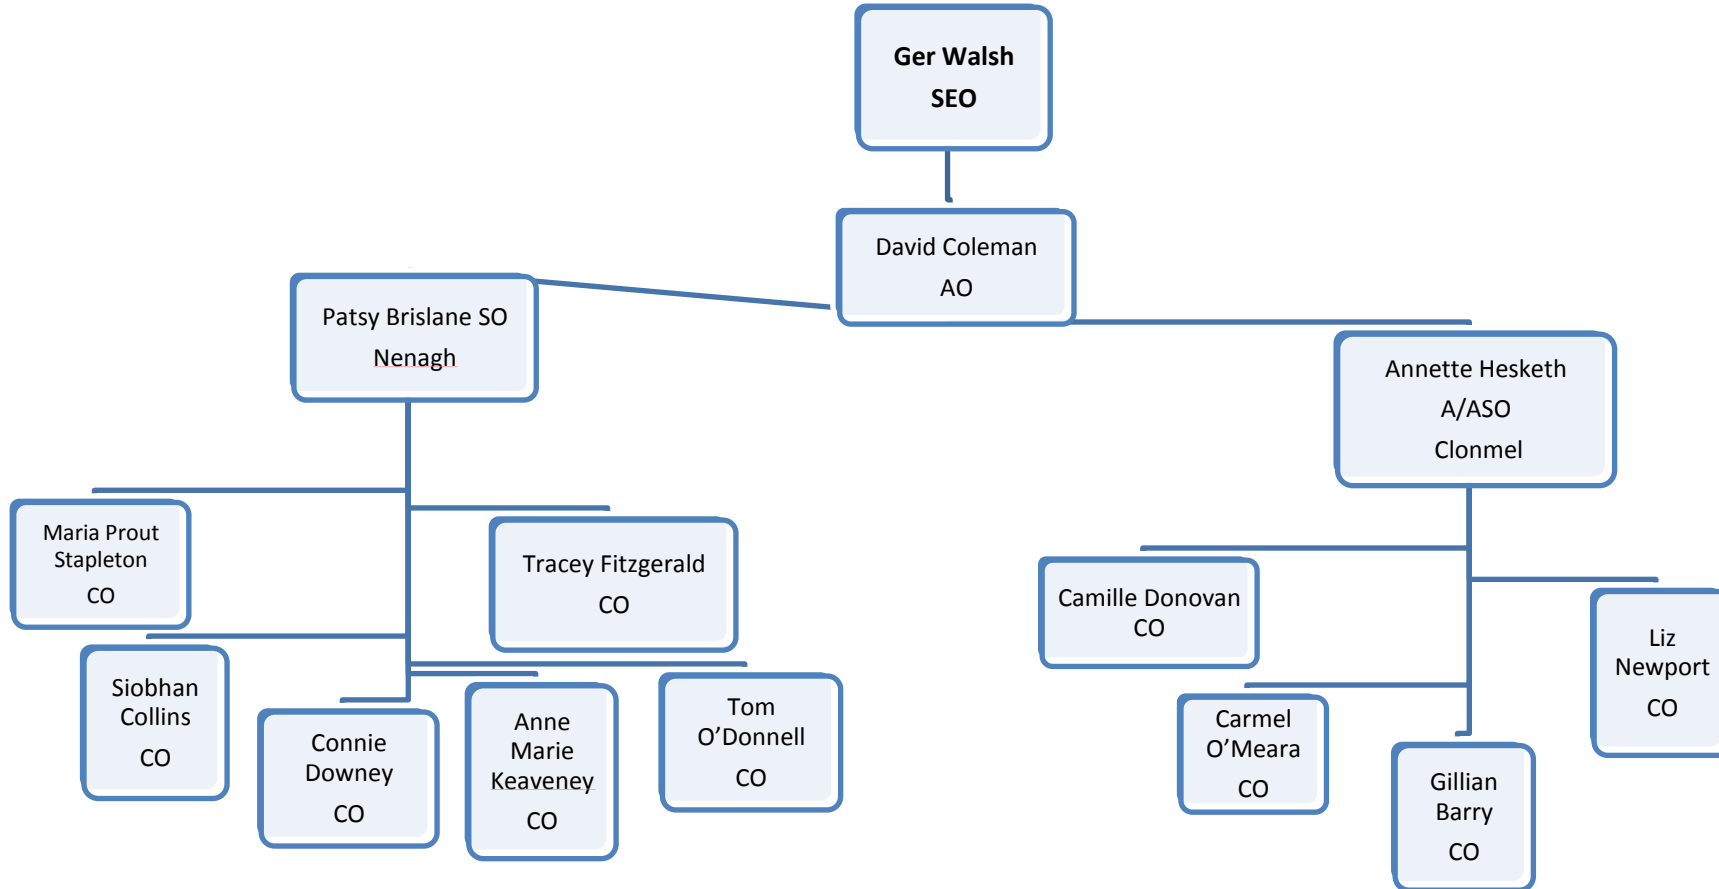 Ger Walsh
SEO
David Coleman
AO
Patsy Brislane SO
Nenagh
Annette Hesketh
A/ASO
Clonmel
Maria Prout
Stapleton
CO
Tracey Fitzgerald
CO
Siobhan
Collins
CO
Connie
Downey
CO
Anne
Marie
Keaveney
CO
Tom
O’Donnell
CO
Camille Donovan
CO
Liz
Newport
CO
Carmel
O’Meara
CO
Gillian
Barry
CO